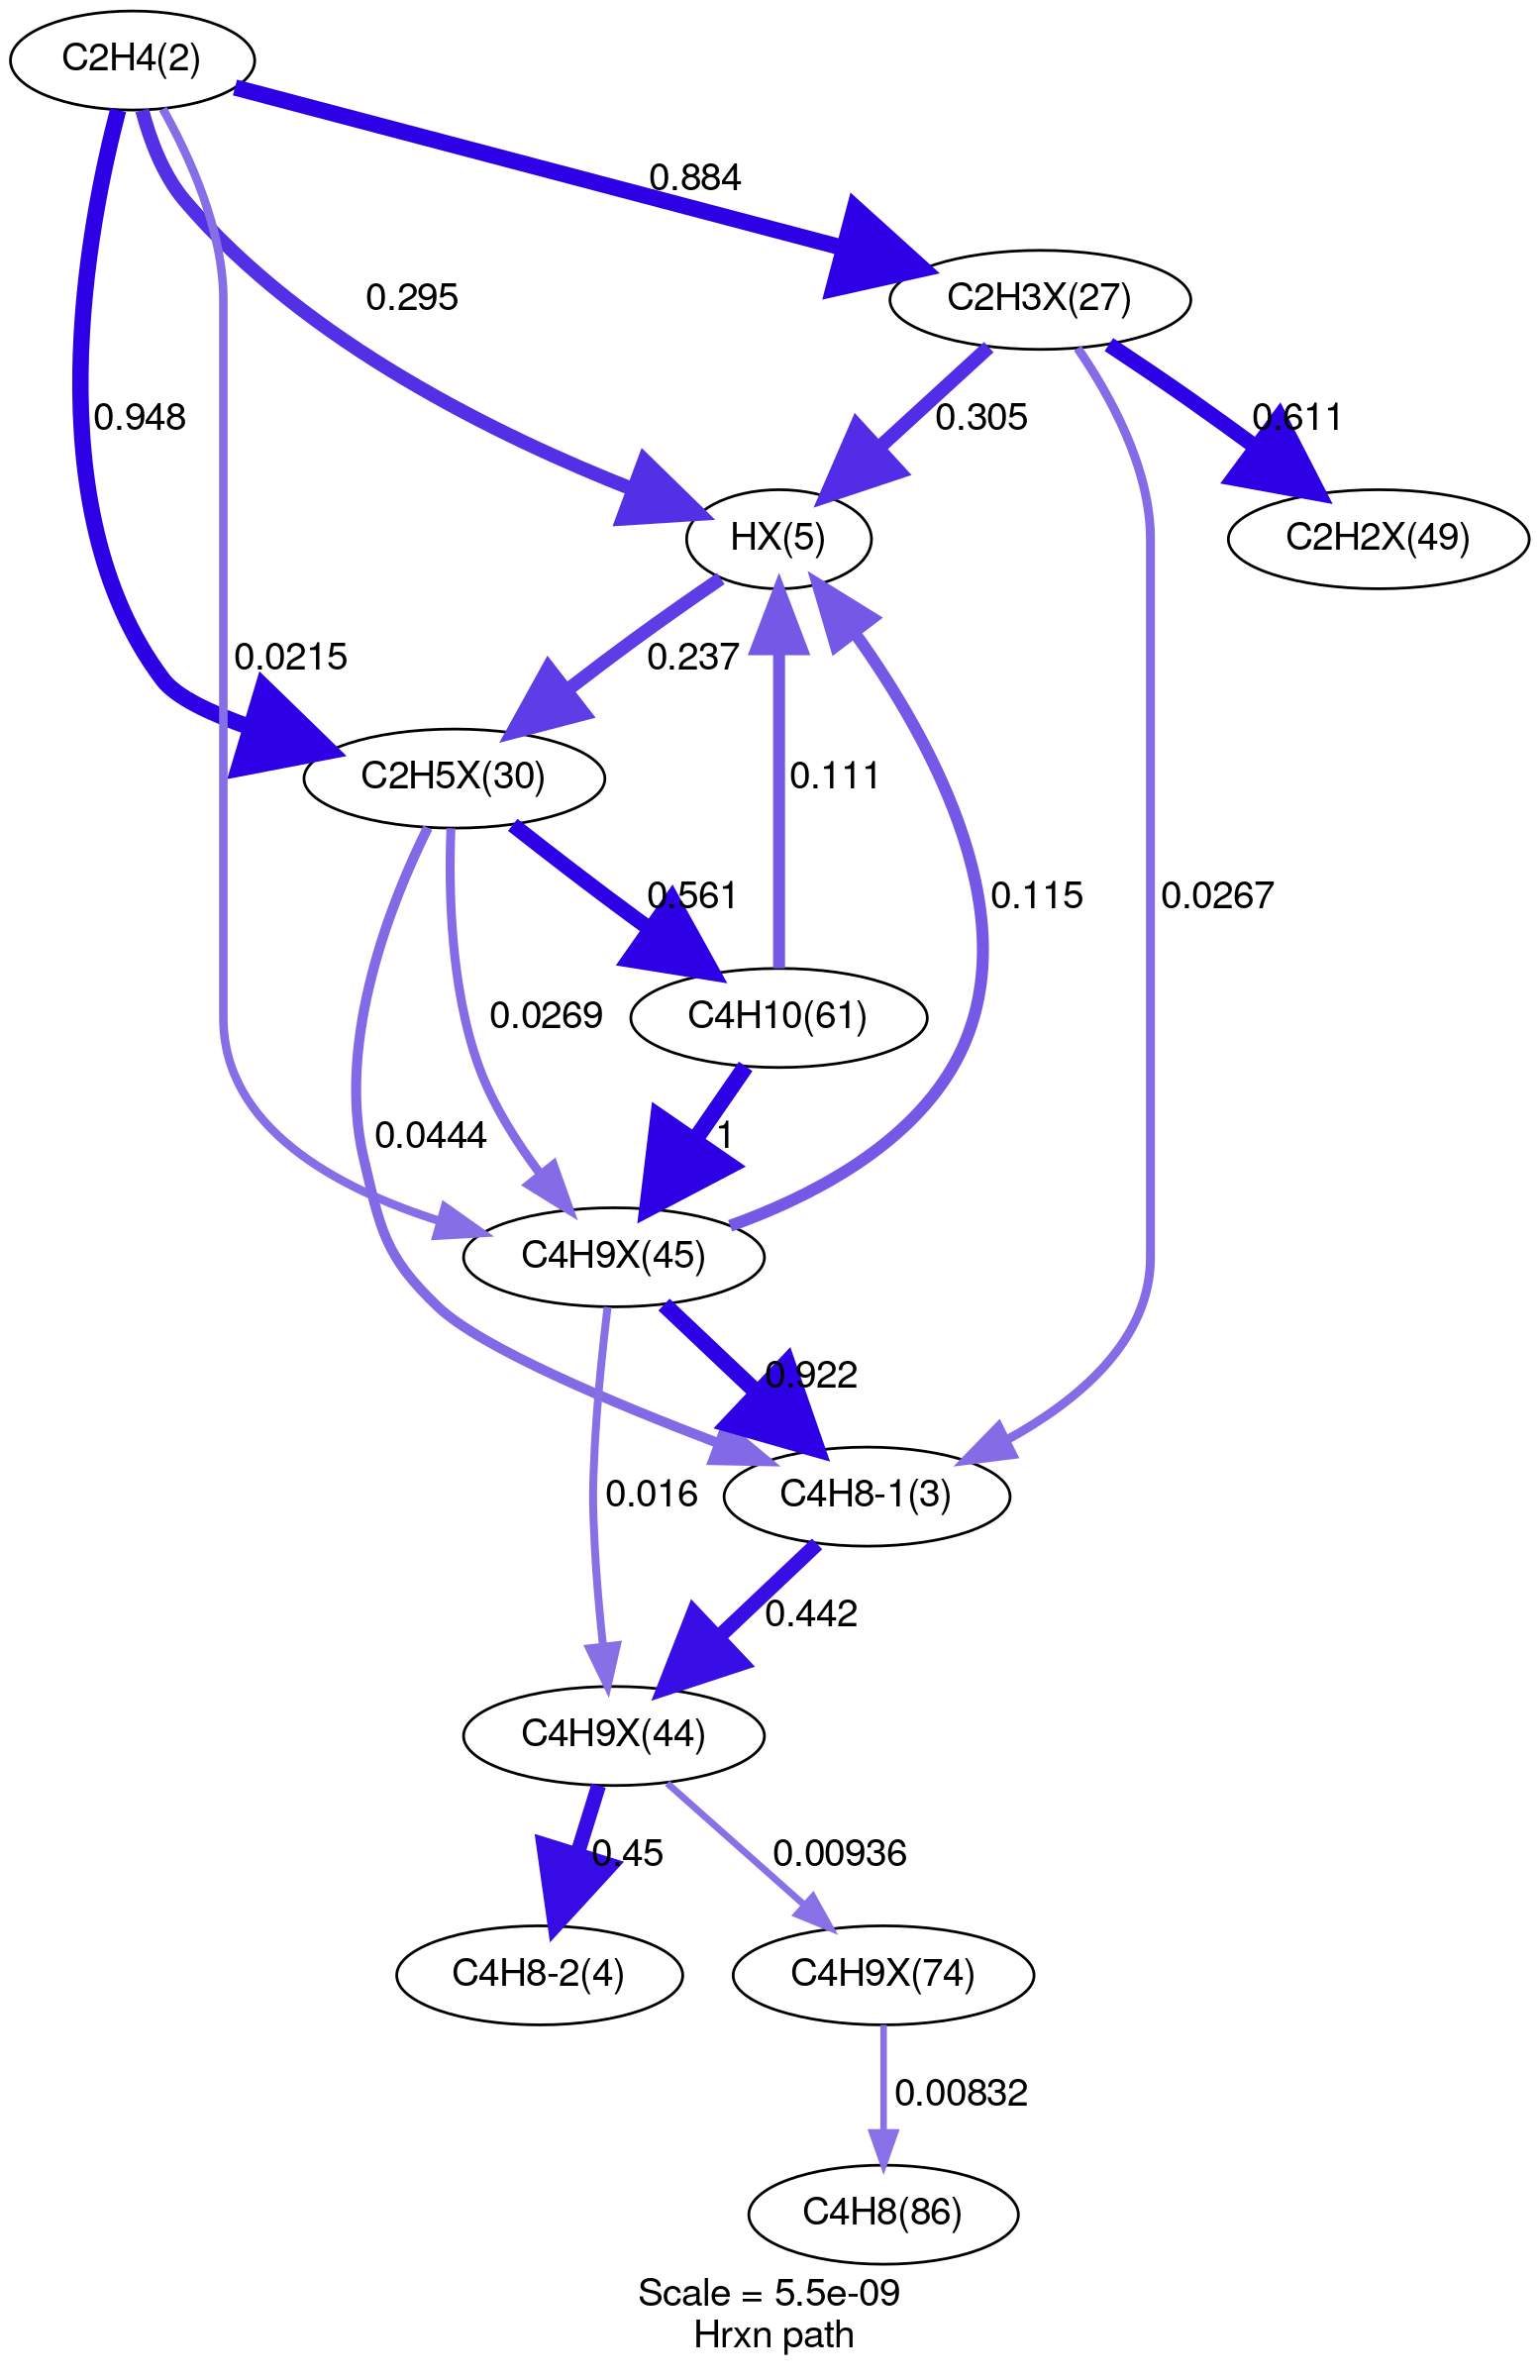 C2H4(2)
0.884
C2H3X(27)
0.295
0.948
0.305
0.611
HX(5)
C2H2X(49)
0.0215
0.237
C2H5X(30)
0.111
0.561
0.115
0.0267
0.0269
C4H10(61)
0.0444
1
C4H9X(45)
0.922
0.016
C4H8-1(3)
0.442
C4H9X(44)
0.45
0.00936
C4H8-2(4)
C4H9X(74)
0.00832
C4H8(86)
Scale = 5.5e-09
Hrxn path